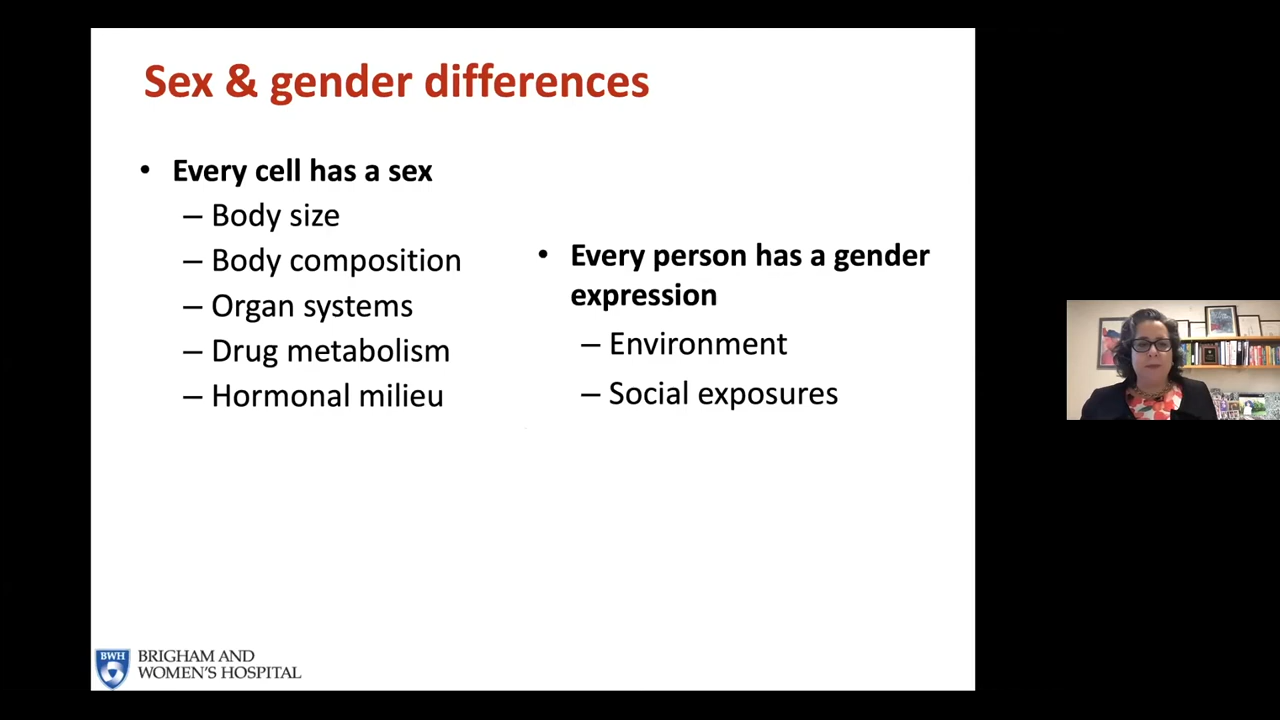 Sex & gender differences
• Every cell has a sex
– Body size
– Body composition
– Organ systems
– Drug metabolism
– Hormonal milieu
• Every person has a gender
expression
– Environment
– Social exposures
BWH
BRIGHAM AND
WOMEN'S HOSPITAL